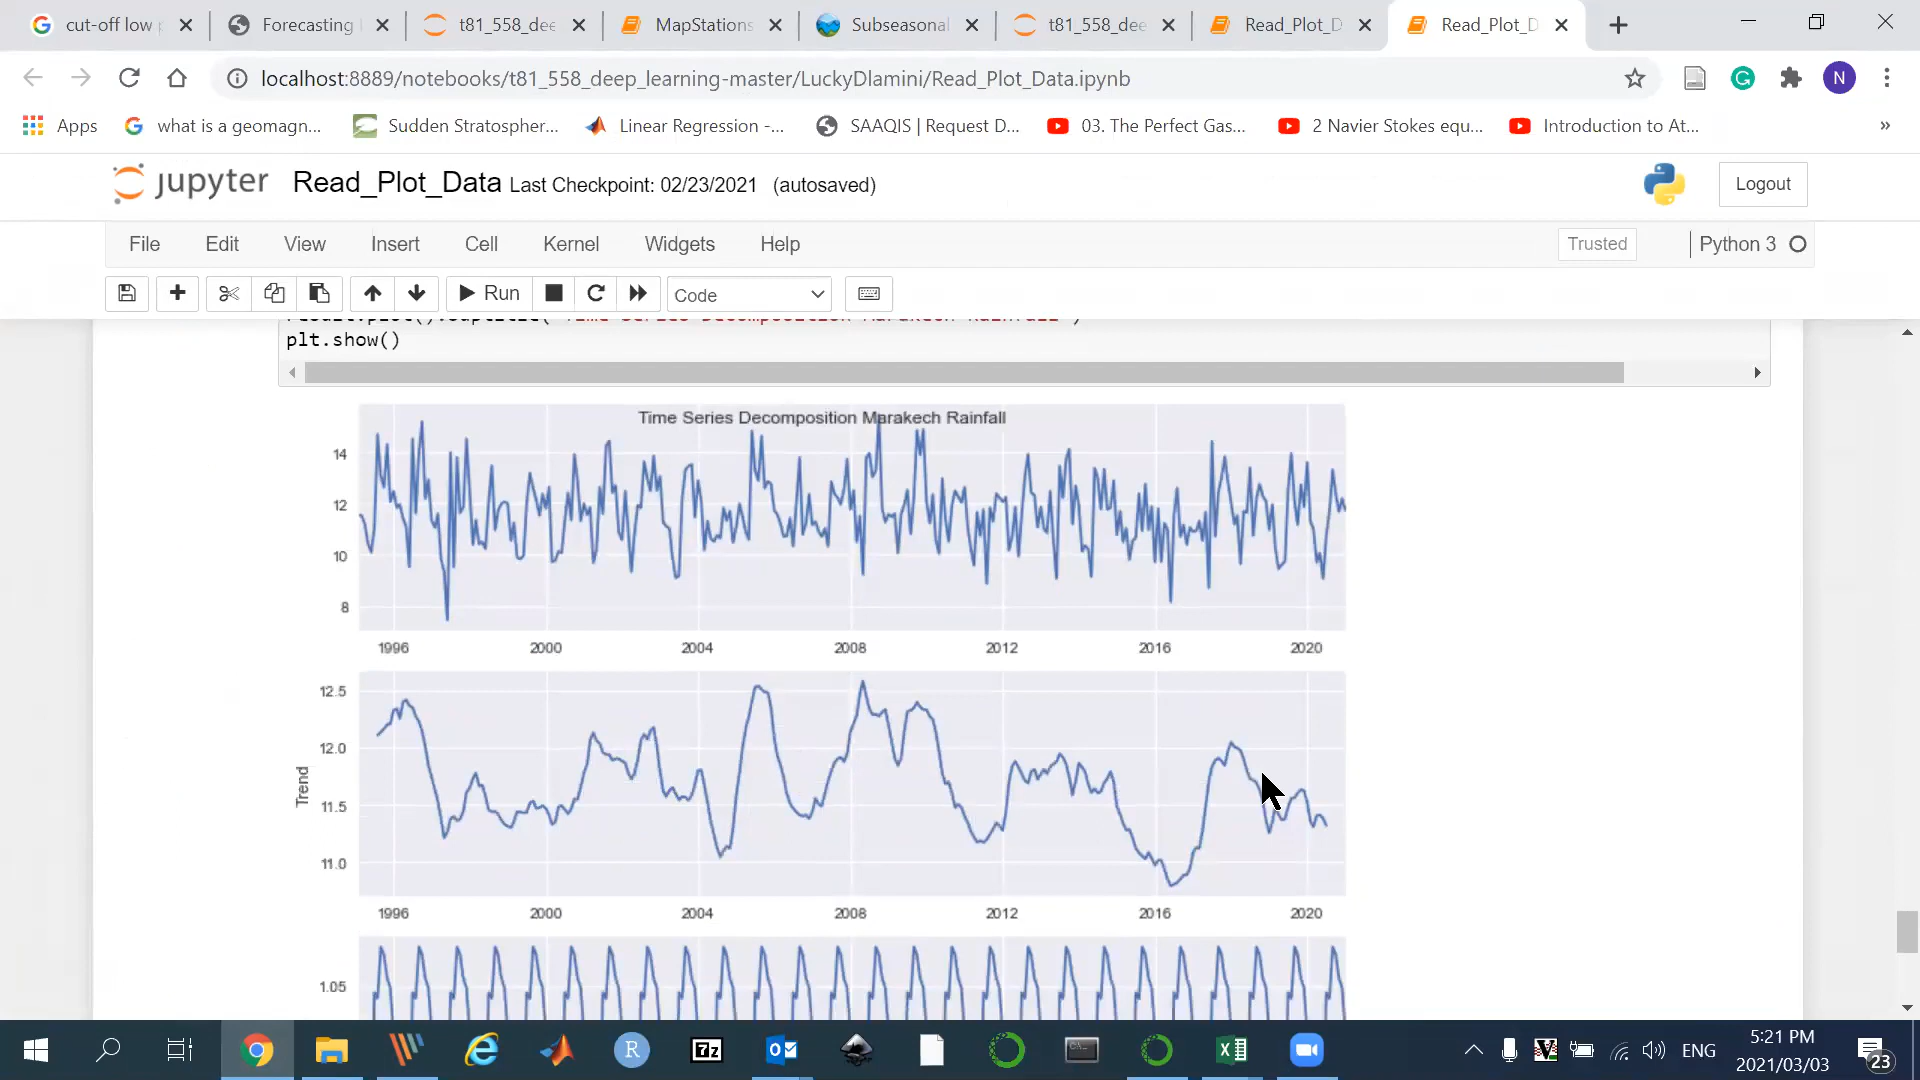 cut-off low
Forecasting
t81_558_dee
MapStations
Subseasonal
t81_558_dee
Read_Plot_D
Read_Plot_D
localhost:8889/notebooks/t81_558_deep_learning-master/LuckyDlamini/Read_Plot_Data.ipynb
N
Apps
what is a geomagn...
Sudden Stratospher...
Linear Regression -...
SAAQIS | Request D...
03. The Perfect Gas...
2 Navier Stokes equ...
Introduction to At...
»
jupyter Read_Plot_Data Last Checkpoint: 02/23/2021 (autosaved)
Logout
File Edit View Insert Cell Kernel Widgets Help
Trusted
Python 3
Run
Code
plt.show()
Time Series Decomposition Marakech Rainfall
14
12
10
8
1996 2000 2004 2008 2012 2016 2020
12.5
12.0
Trend
11.5
11.0
1996 2000 2004 2008 2012 2016 2020
1.05
R
7z
ENG
5:21 PM
2021/03/03
23